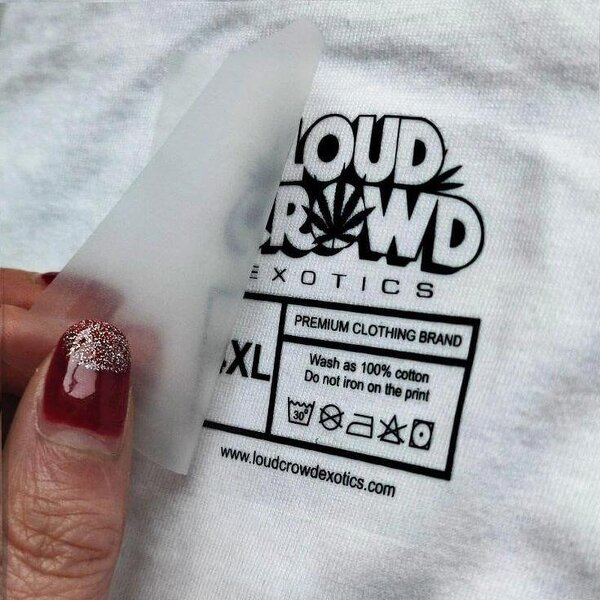 LOUD
CROWD
EXOTICS
XL
PREMIUM CLOTHING BRAND
Wash as 100% cotton
Do not iron on the print
30°
www.loudcrowdexotics.com